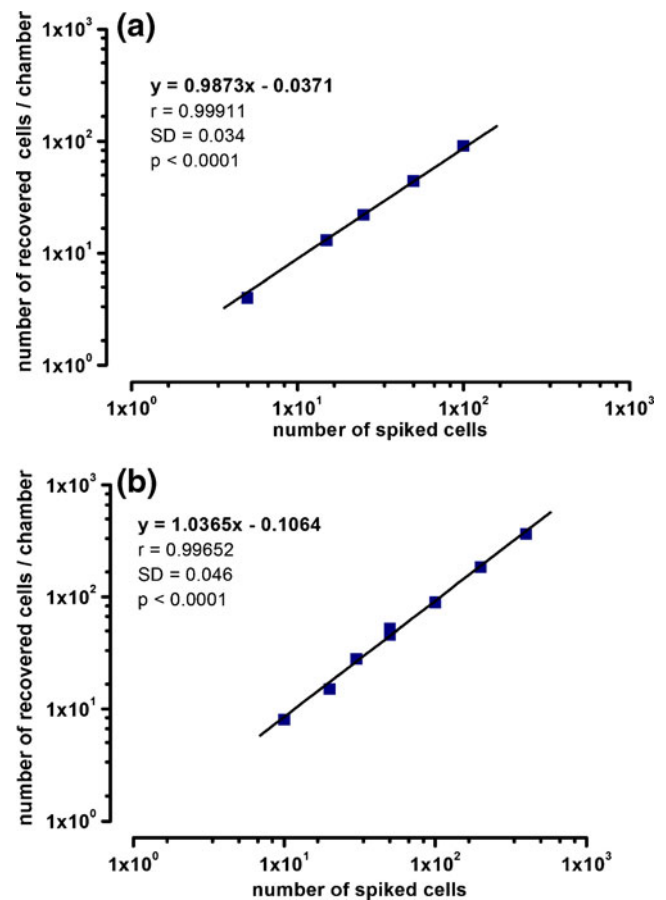 (a)
y = 0.9873x - 0.0371
r = 0.99911
SD = 0.034
p < 0.0001
number of recovered cells / chamber
1x10³
1x10²
1x10¹
1x10⁰
1x10⁰ 1x10¹ 1x10² 1x10³
number of spiked cells
(b)
y = 1.0365x - 0.1064
r = 0.99652
SD = 0.046
p < 0.0001
number of recovered cells / chamber
1x10³
1x10²
1x10¹
1x10⁰
1x10⁰ 1x10¹ 1x10² 1x10³
number of spiked cells